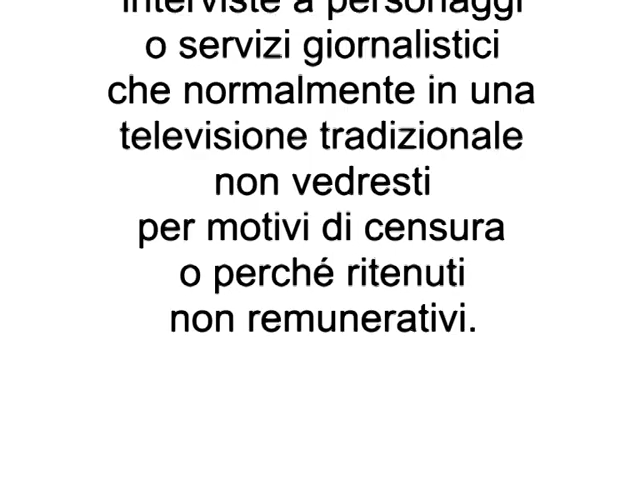 interviste a personaggi
o servizi giornalistici
che normalmente in una
televisione tradizionale
non vedresti
per motivi di censura
o perché ritenuti
non remunerativi.